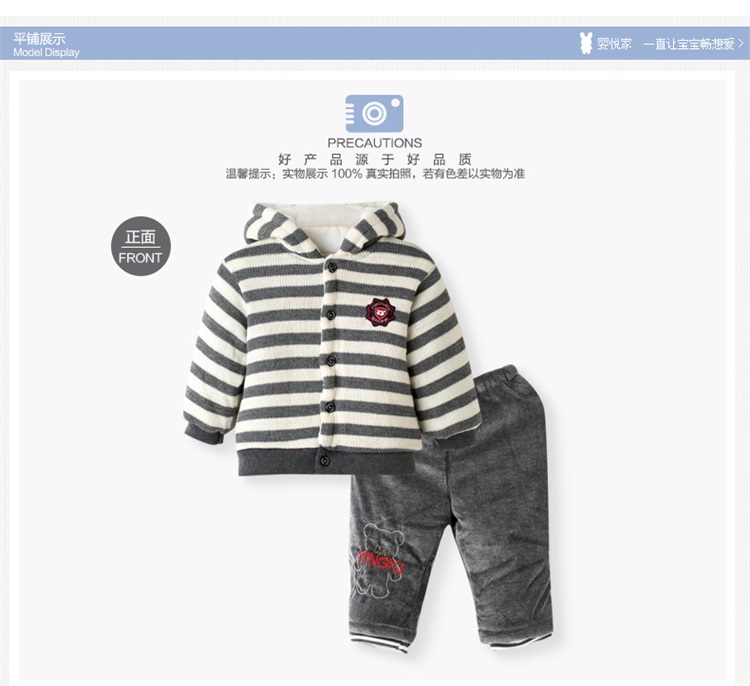 平铺展示
Model Display
婴悦家 一直让宝宝畅想爱 >
PRECAUTIONS
好产品源于好品质
温馨提示：实物展示 100% 真实拍照，若有色差以实物为准
正面
FRONT